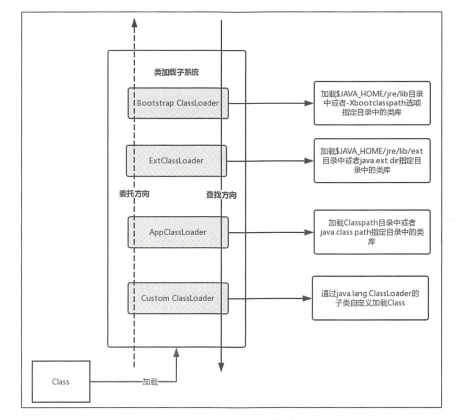 类加载子系统
Bootstrap ClassLoader
加载$JAVA_HOME/jre/lib目录
中或者-Xbootclasspath选项
指定目录中的类库
ExtClassLoader
加载$JAVA_HOME/jre/lib/ext
目录中或者java.ext.dir指定目
录中的类库
委托方向
查找方向
AppClassLoader
加载Classpath目录中或者
java.class.path指定目录中的类
库
Custom ClassLoader
通过java.lang.ClassLoader的
子类自定义加载Class
Class
加载